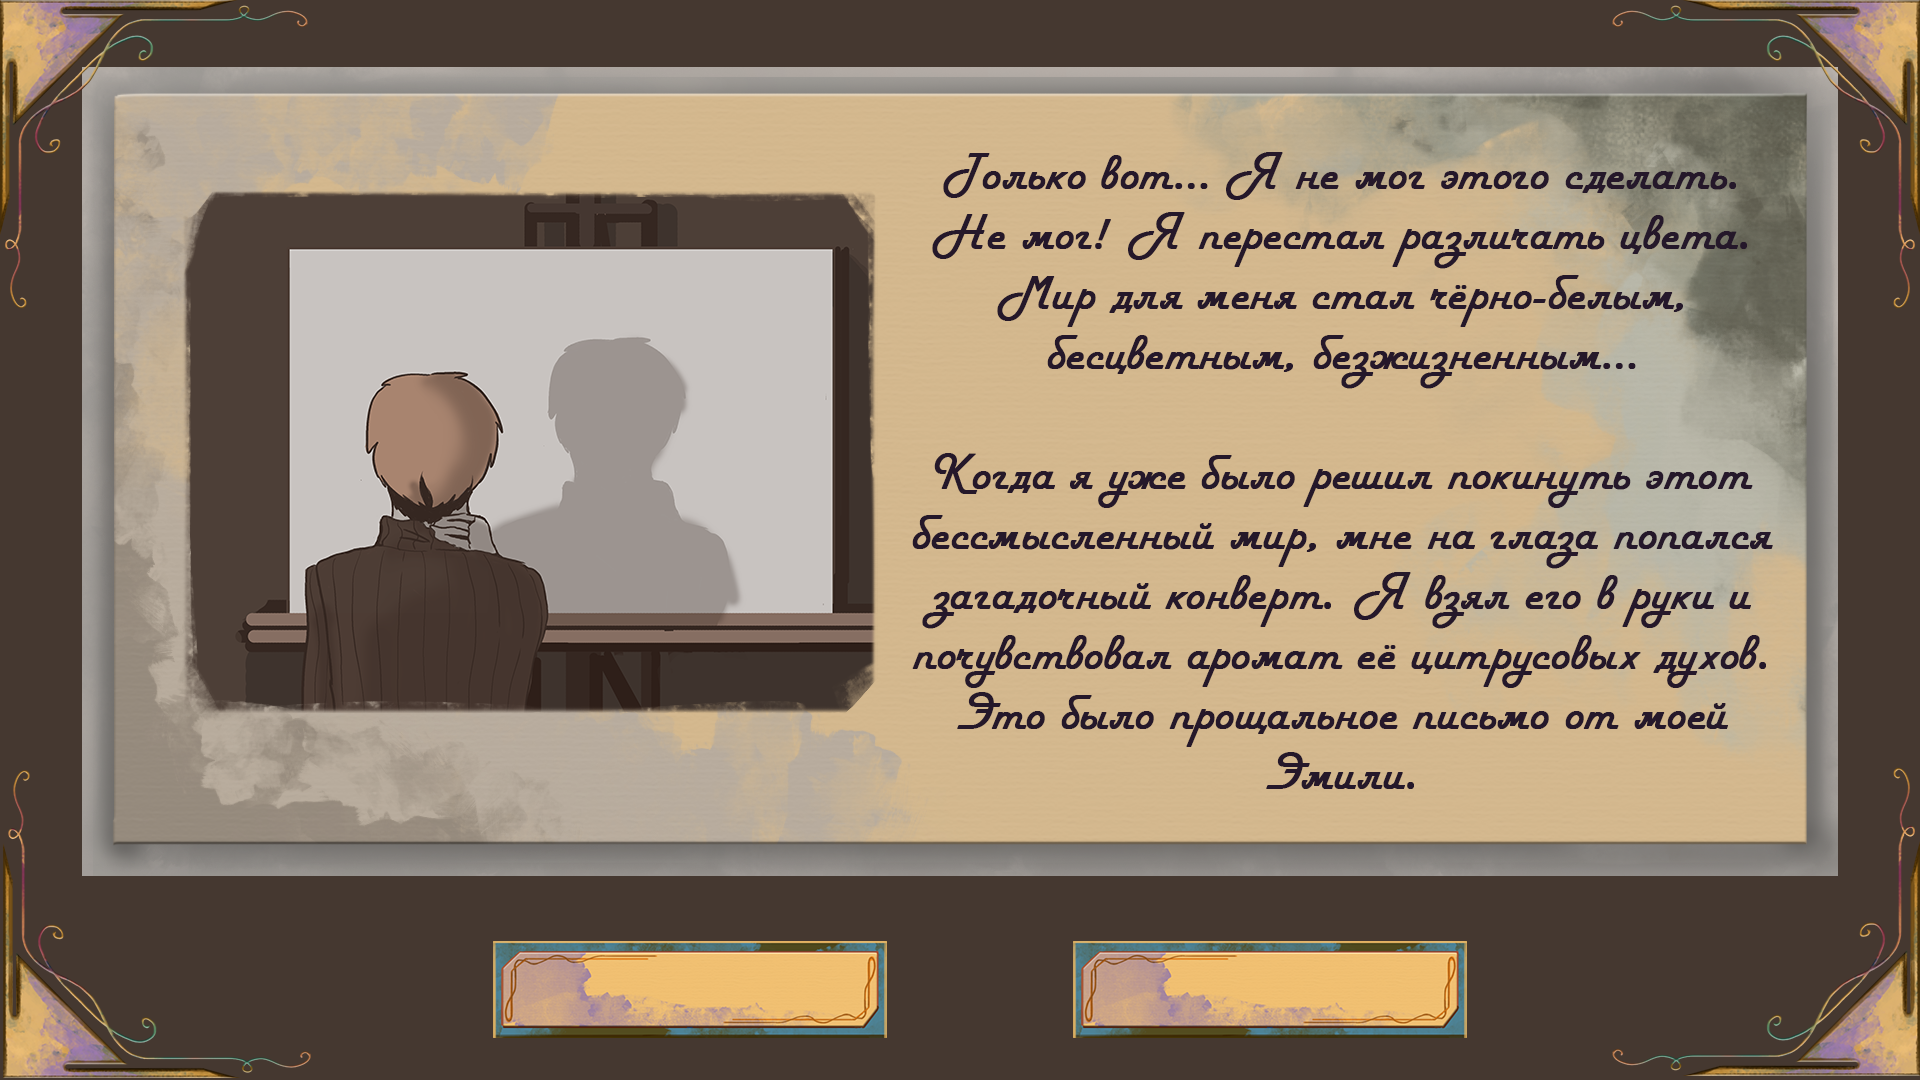 Только вот... Я не мог этого сделать.
Не мог! Я перестал различать цвета.
Мир для меня стал чёрно-белым,
бесцветным, безжизненным...
Когда я уже было решил покинуть этот
бессмысленный мир, мне на глаза попался
загадочный конверт. Я взял его в руки и
почувствовал аромат её цитрусовых духов.
Это было прощальное письмо от моей
Эмили.